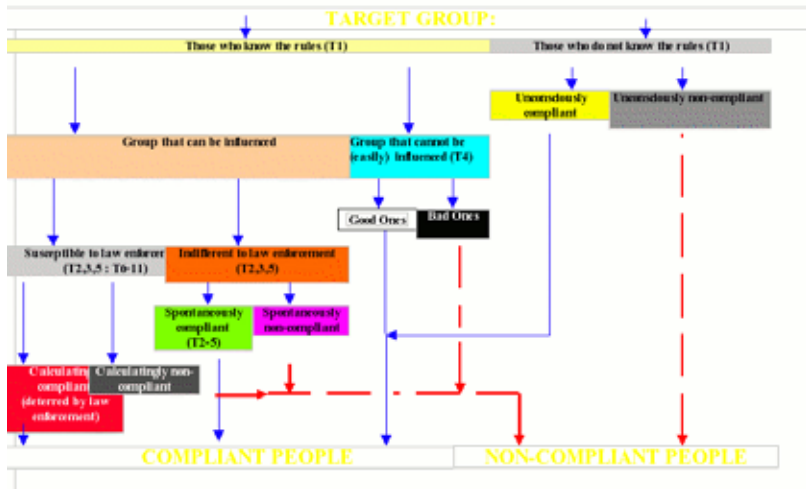 TARGET GROUP:
Those who know the rules (T1)
Those who do not know the rules (T1)
Unconsciously
compliant
Unconsciously non-compliant
Group that can be influenced
Group that cannot be
(easily) influenced (T4)
Good Ones
Bad Ones
Susceptible to law enforcer
(T2,3,5 : T6-11)
Indifferent to law enforcement
(T2,3,5)
Spontaneously
compliant
(T2-5)
Spontaneously
non-compliant
Calculating
compliant
(deterred by law
enforcement)
Calculatingly non-
compliant
COMPLIANT PEOPLE
NON-COMPLIANT PEOPLE